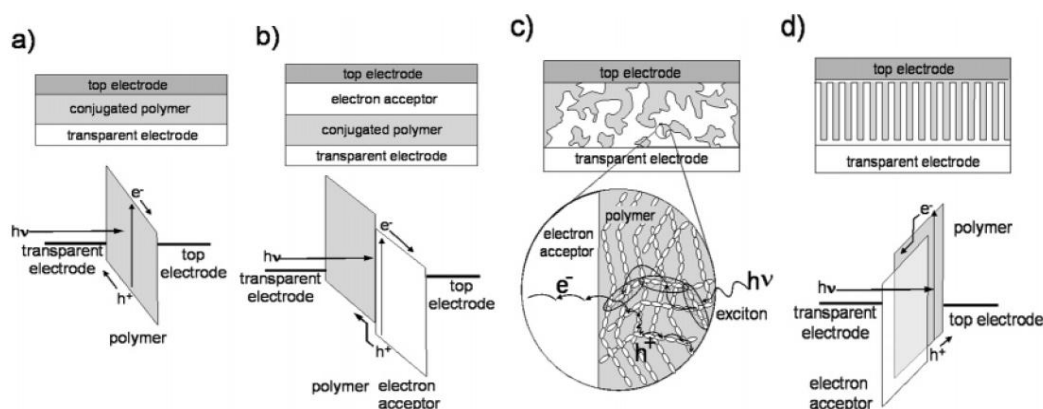 a)
top electrode
conjugated polymer
transparent electrode
e-
hν
transparent
electrode
top
electrode
h+
polymer
b)
top electrode
electron acceptor
conjugated polymer
transparent electrode
e-
hν
transparent
electrode
top
electrode
h+
polymer electron
acceptor
c)
top electrode
transparent electrode
polymer
electron
acceptor
e-
hν
exciton
h+
d)
top electrode
transparent electrode
e-
polymer
hν
transparent
electrode
top electrode
h+
electron
acceptor